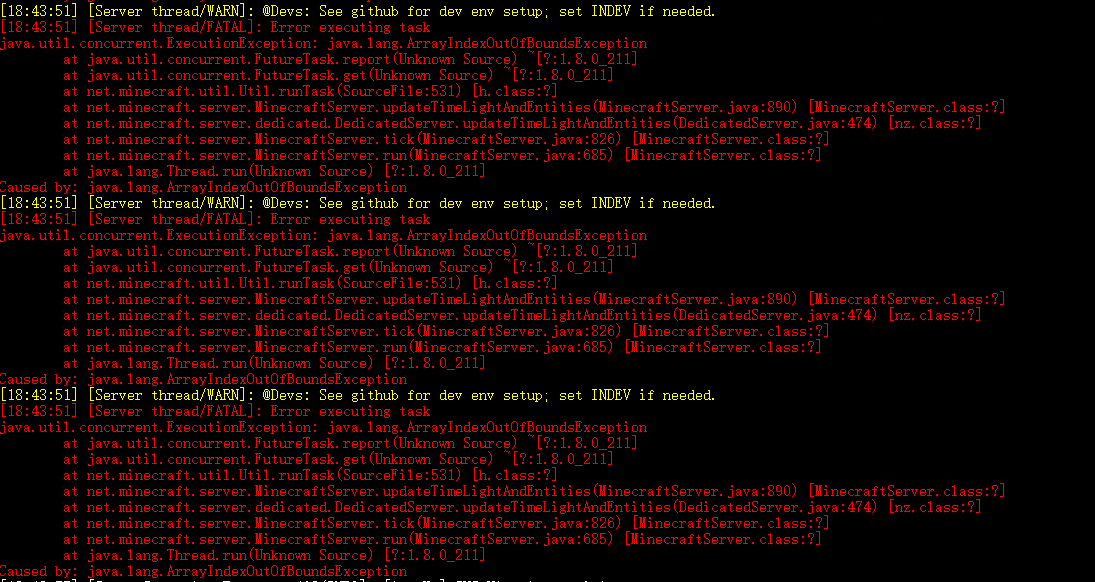 [18:43:51] [Server thread/WARN]: @Devs: See github for dev env setup; set INDEV if needed.
[18:43:51] [Server thread/FATAL]: Error executing task
java.util.concurrent.ExecutionException: java.lang.ArrayIndexOutOfBoundsException
at java.util.concurrent.FutureTask.report(Unknown Source) ~[?:1.8.0_211]
at java.util.concurrent.FutureTask.get(Unknown Source) ~[?:1.8.0_211]
at net.minecraft.util.Util.runTask(SourceFile:531) [h.class:?]
at net.minecraft.server.MinecraftServer.updateTimeLightAndEntities(MinecraftServer.java:890) [MinecraftServer.class:?]
at net.minecraft.server.dedicated.DedicatedServer.updateTimeLightAndEntities(DedicatedServer.java:474) [nz.class:?]
at net.minecraft.server.MinecraftServer.tick(MinecraftServer.java:826) [MinecraftServer.class:?]
at net.minecraft.server.MinecraftServer.run(MinecraftServer.java:685) [MinecraftServer.class:?]
at java.lang.Thread.run(Unknown Source) [?:1.8.0_211]
Caused by: java.lang.ArrayIndexOutOfBoundsException
[18:43:51] [Server thread/WARN]: @Devs: See github for dev env setup; set INDEV if needed.
[18:43:51] [Server thread/FATAL]: Error executing task
java.util.concurrent.ExecutionException: java.lang.ArrayIndexOutOfBoundsException
at java.util.concurrent.FutureTask.report(Unknown Source) ~[?:1.8.0_211]
at java.util.concurrent.FutureTask.get(Unknown Source) ~[?:1.8.0_211]
at net.minecraft.util.Util.runTask(SourceFile:531) [h.class:?]
at net.minecraft.server.MinecraftServer.updateTimeLightAndEntities(MinecraftServer.java:890) [MinecraftServer.class:?]
at net.minecraft.server.dedicated.DedicatedServer.updateTimeLightAndEntities(DedicatedServer.java:474) [nz.class:?]
at net.minecraft.server.MinecraftServer.tick(MinecraftServer.java:826) [MinecraftServer.class:?]
at net.minecraft.server.MinecraftServer.run(MinecraftServer.java:685) [MinecraftServer.class:?]
at java.lang.Thread.run(Unknown Source) [?:1.8.0_211]
Caused by: java.lang.ArrayIndexOutOfBoundsException
[18:43:51] [Server thread/WARN]: @Devs: See github for dev env setup; set INDEV if needed.
[18:43:51] [Server thread/FATAL]: Error executing task
java.util.concurrent.ExecutionException: java.lang.ArrayIndexOutOfBoundsException
at java.util.concurrent.FutureTask.report(Unknown Source) ~[?:1.8.0_211]
at java.util.concurrent.FutureTask.get(Unknown Source) ~[?:1.8.0_211]
at net.minecraft.util.Util.runTask(SourceFile:531) [h.class:?]
at net.minecraft.server.MinecraftServer.updateTimeLightAndEntities(MinecraftServer.java:890) [MinecraftServer.class:?]
at net.minecraft.server.dedicated.DedicatedServer.updateTimeLightAndEntities(DedicatedServer.java:474) [nz.class:?]
at net.minecraft.server.MinecraftServer.tick(MinecraftServer.java:826) [MinecraftServer.class:?]
at net.minecraft.server.MinecraftServer.run(MinecraftServer.java:685) [MinecraftServer.class:?]
at java.lang.Thread.run(Unknown Source) [?:1.8.0_211]
Caused by: java.lang.ArrayIndexOutOfBoundsException